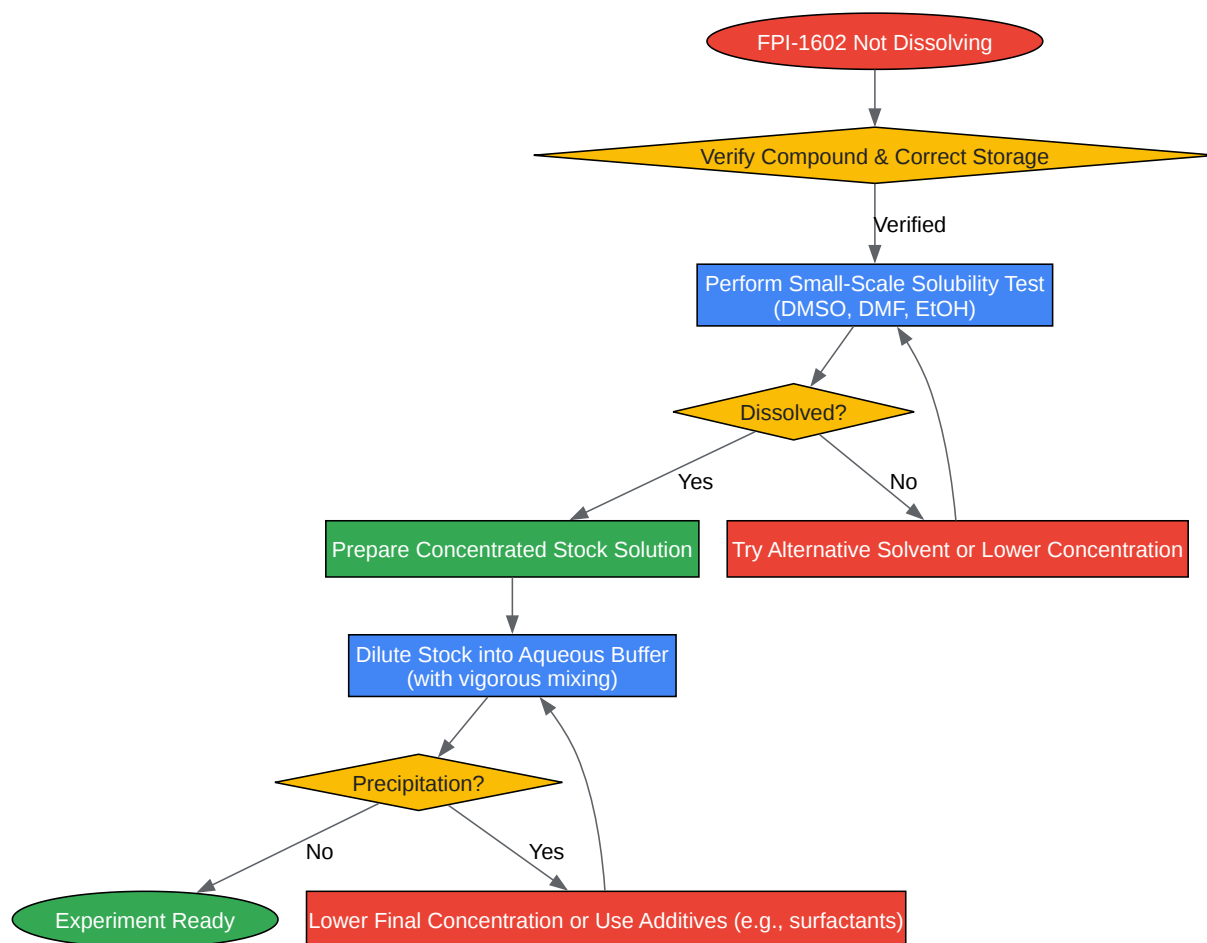 FPI-1602 Not Dissolving
Verify Compound & Correct Storage
Verified
Perform Small-Scale Solubility Test
(DMSO, DMF, EtOH)
Dissolved?
Yes
No
Prepare Concentrated Stock Solution
Try Alternative Solvent or Lower Concentration
Dilute Stock into Aqueous Buffer
(with vigorous mixing)
Precipitation?
No
Yes
Experiment Ready
Lower Final Concentration or Use Additives (e.g., surfactants)